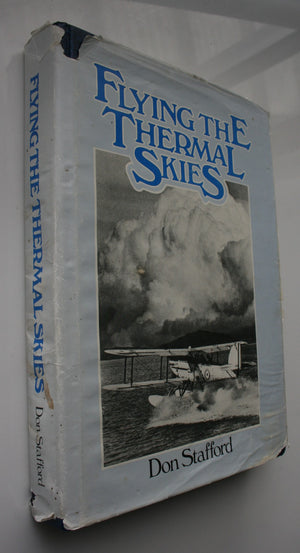 FLYING THE
THERMAL
SKIES
Don Stafford
FLYING THE THERMAL SKIES Don Stafford